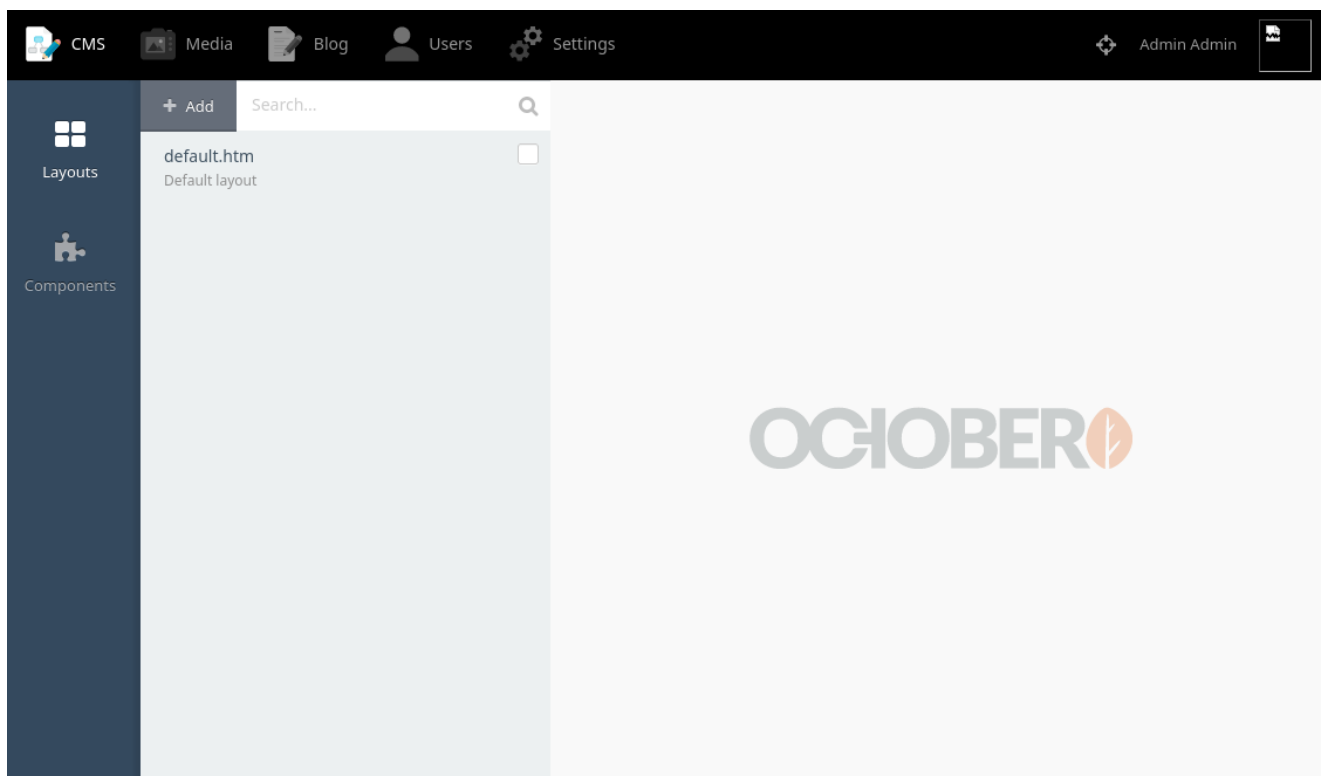 CMS Media Blog Users Settings Admin Admin
+ Add Search...
Layouts
default.htm
Default layout
Components
OCTOBER